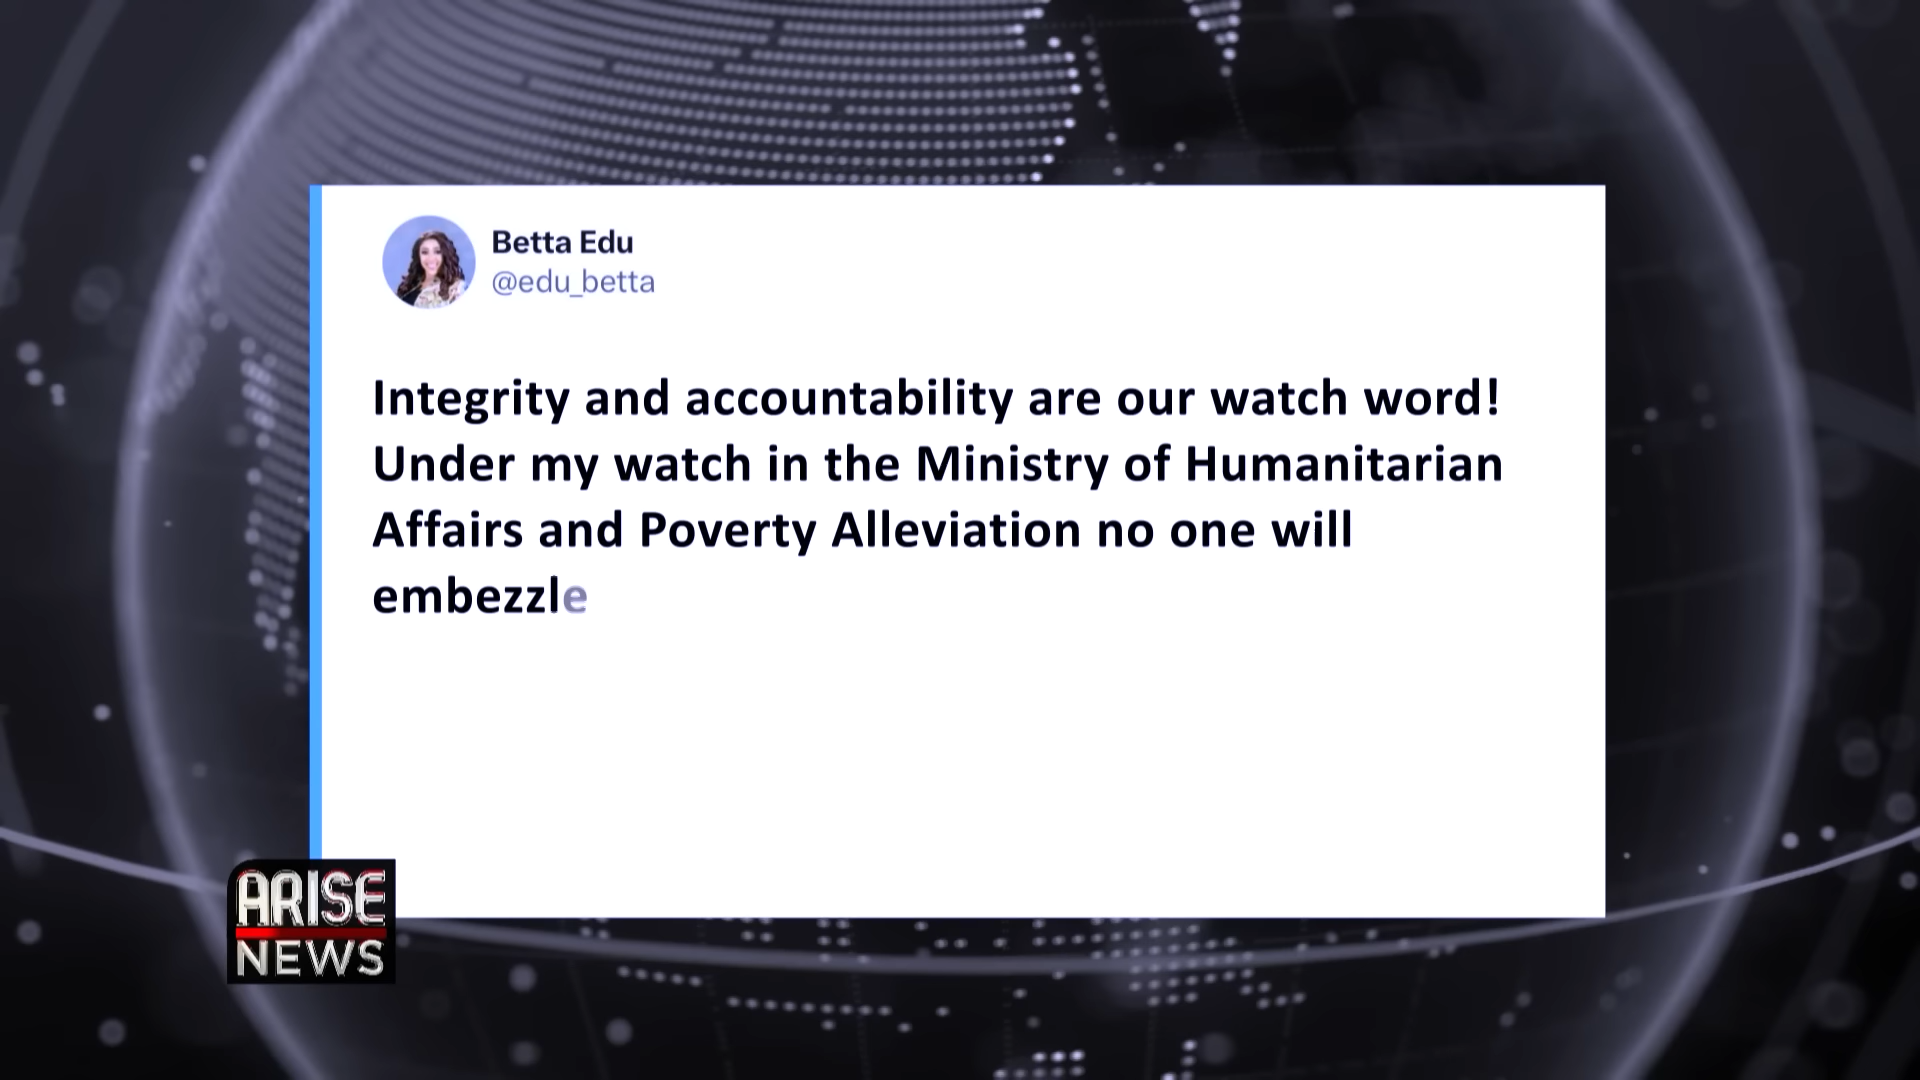 Betta Edu
@edu_betta
Integrity and accountability are our watch word!
Under my watch in the Ministry of Humanitarian
Affairs and Poverty Alleviation no one will
embezzle
ARISE
NEWS